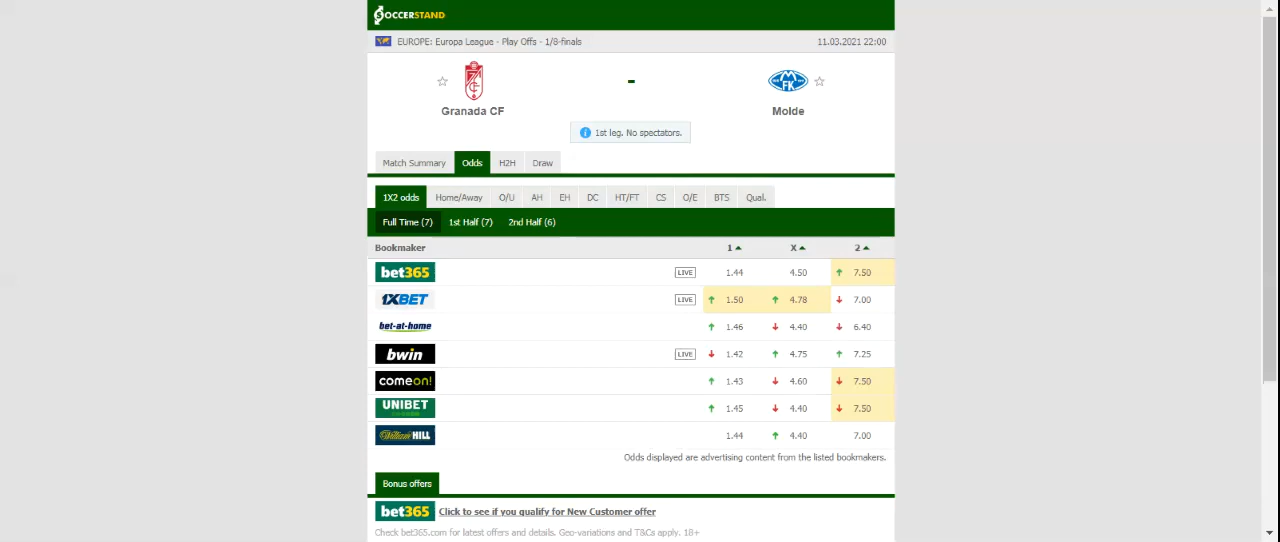 SOCCERSTAND
EUROPE: Europa League - Play Offs - 1/8-finals 11.03.2021 22:00
-
Granada CF Molde
1st leg. No spectators.
Match Summary Odds H2H Draw
1X2 odds Home/Away O/U AH EH DC HT/FT CS O/E BTS Qual.
Full Time (7) 1st Half (7) 2nd Half (6)
Bookmaker 1 X 2
bet365 LIVE 1.44 4.50 7.50
1XBET LIVE 1.50 4.78 7.00
bet-at-home 1.46 4.40 6.40
bwin LIVE 1.42 4.75 7.25
comeon! 1.43 4.60 7.50
UNIBET 1.45 4.40 7.50
William HILL 1.44 4.40 7.00
Odds displayed are advertising content from the listed bookmakers.
Bonus offers
bet365 Click to see if you qualify for New Customer offer
Check bet365.com for latest offers and details. Geo-variations and T&Cs apply. 18+